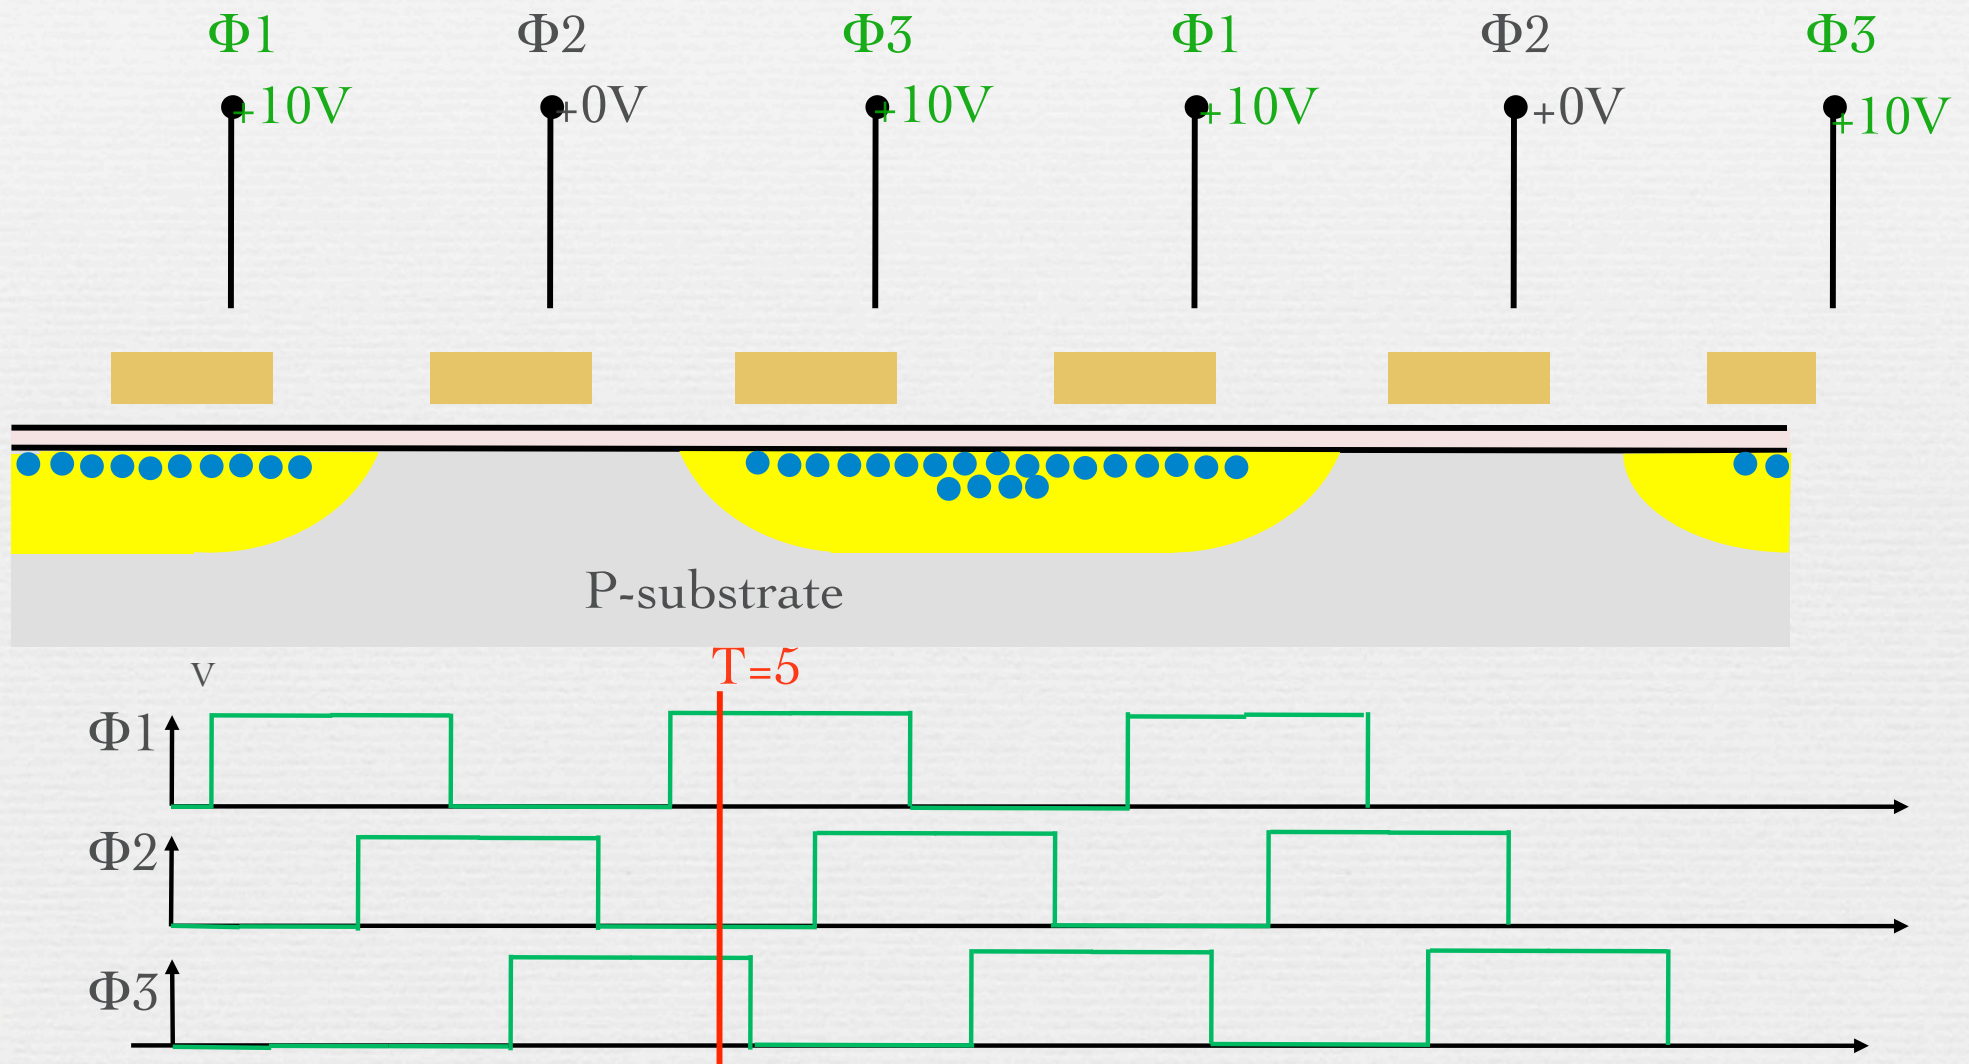 Φ1 Φ2 Φ3 Φ1 Φ2 Φ3
+10V +0V +10V +10V +0V +10V
P-substrate
T=5
V
Φ1
Φ2
Φ3